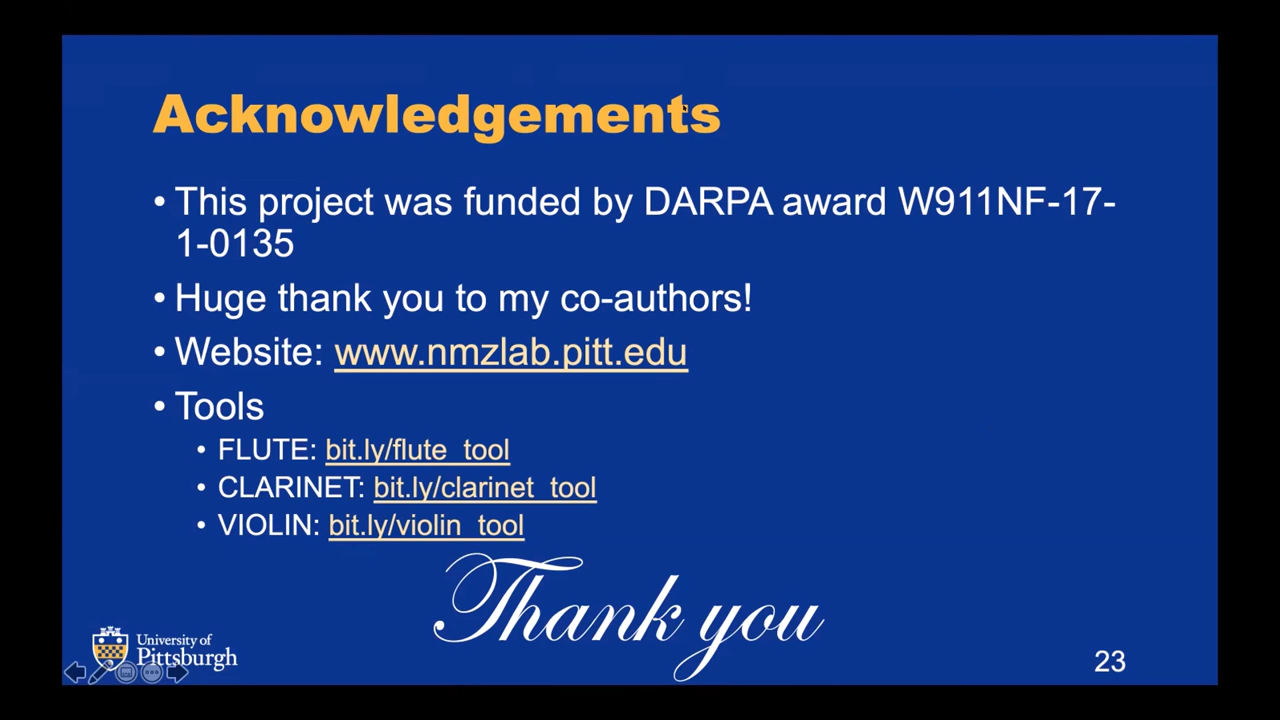 Acknowledgements
• This project was funded by DARPA award W911NF-17-
1-0135
• Huge thank you to my co-authors!
• Website: www.nmzlab.pitt.edu
• Tools
• FLUTE: bit.ly/flute_tool
• CLARINET: bit.ly/clarinet_tool
• VIOLIN: bit.ly/violin_tool
Thank you
University of
Pittsburgh
23